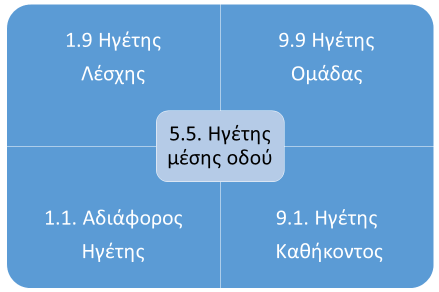 1.9 Ηγέτης
Λέσχης
9.9 Ηγέτης
Ομάδας
5.5. Ηγέτης
μέσης οδού
1.1. Αδιάφορος
Ηγέτης
9.1. Ηγέτης
Καθήκοντος